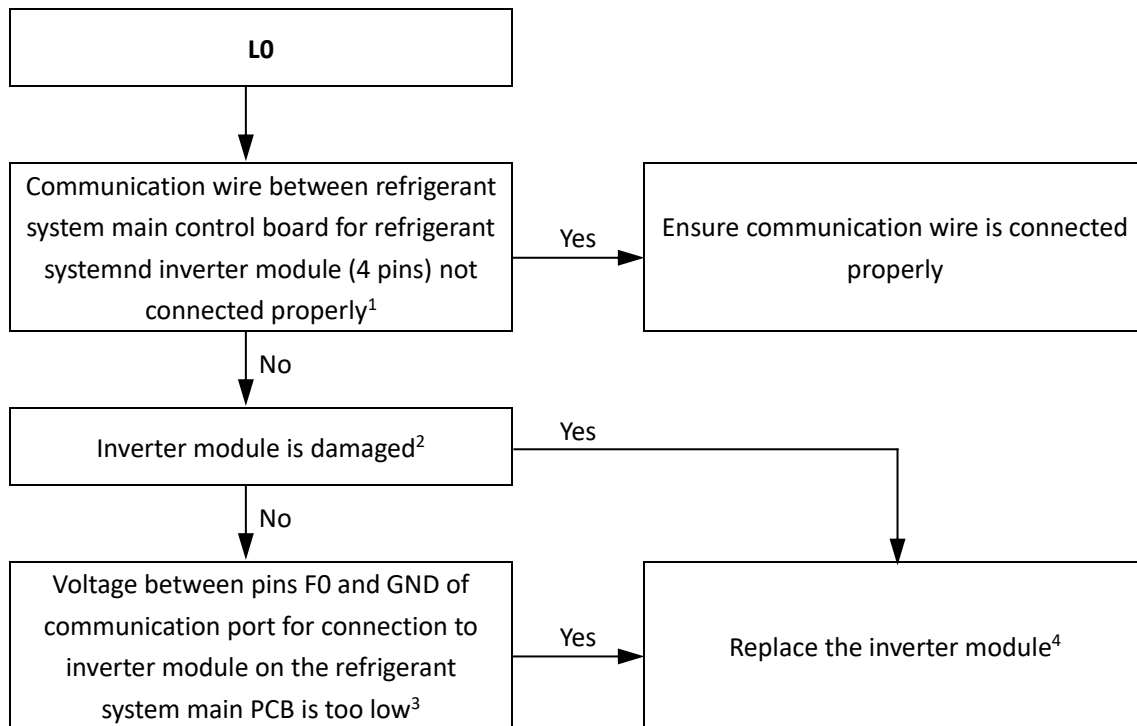 L0
Communication wire between refrigerant
system main control board for refrigerant
systemnd inverter module (4 pins) not
connected properly¹
Yes
Ensure communication wire is connected
properly
No
Inverter module is damaged²
Yes
No
Voltage between pins F0 and GND of
communication port for connection to
inverter module on the refrigerant
system main PCB is too low³
Yes
Replace the inverter module⁴